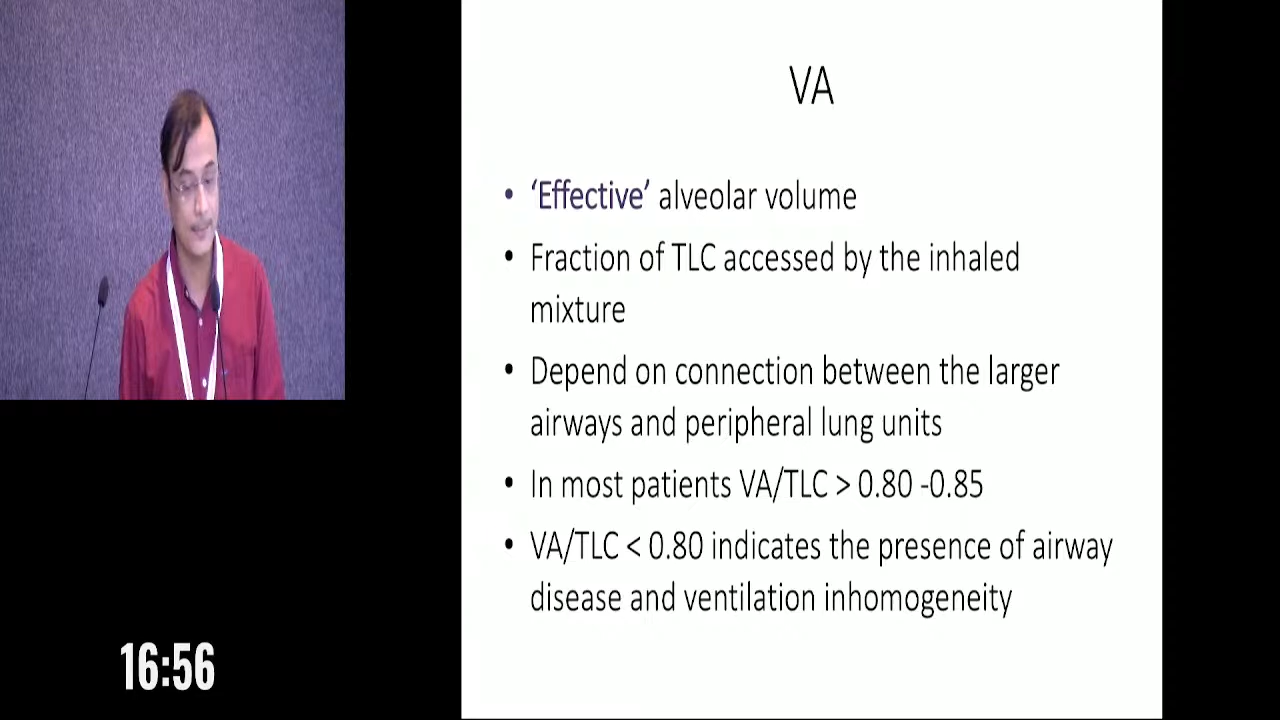 VA
• ‘Effective’ alveolar volume
• Fraction of TLC accessed by the inhaled
mixture
• Depend on connection between the larger
airways and peripheral lung units
• In most patients VA/TLC > 0.80 -0.85
• VA/TLC < 0.80 indicates the presence of airway
disease and ventilation inhomogeneity
16:56